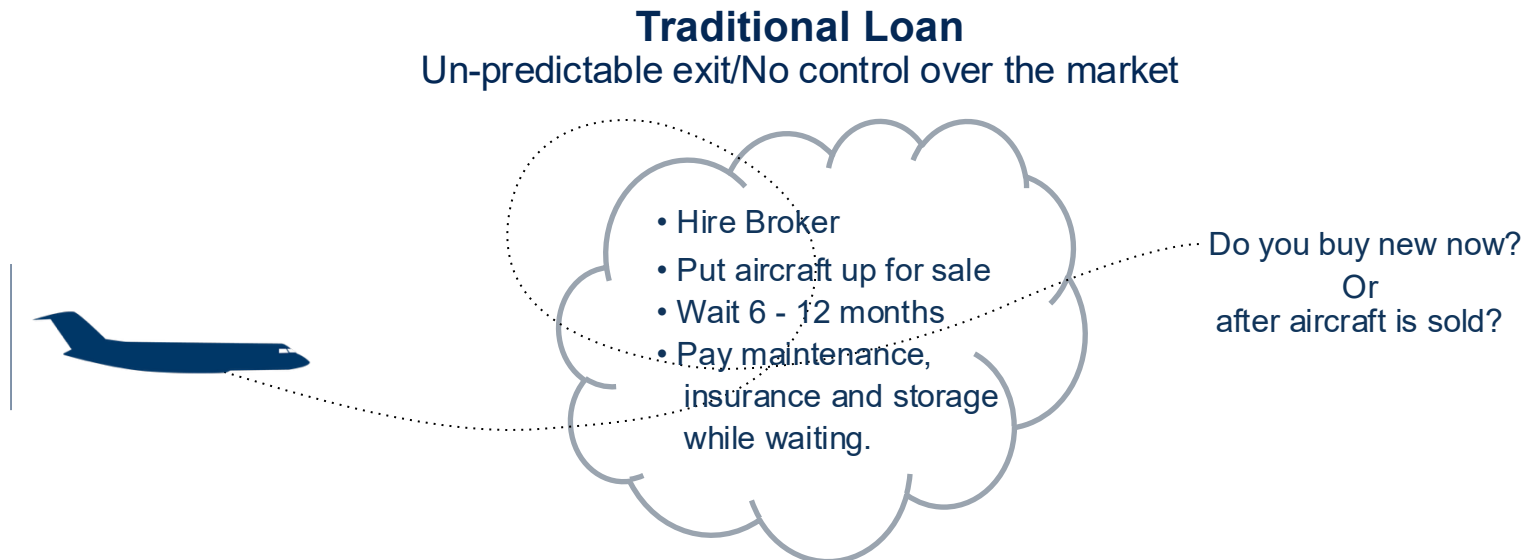 Traditional Loan
Un-predictable exit/No control over the market
• Hire Broker
• Put aircraft up for sale
• Wait 6 - 12 months
• Pay maintenance,
insurance and storage
while waiting.
Do you buy new now?
Or
after aircraft is sold?